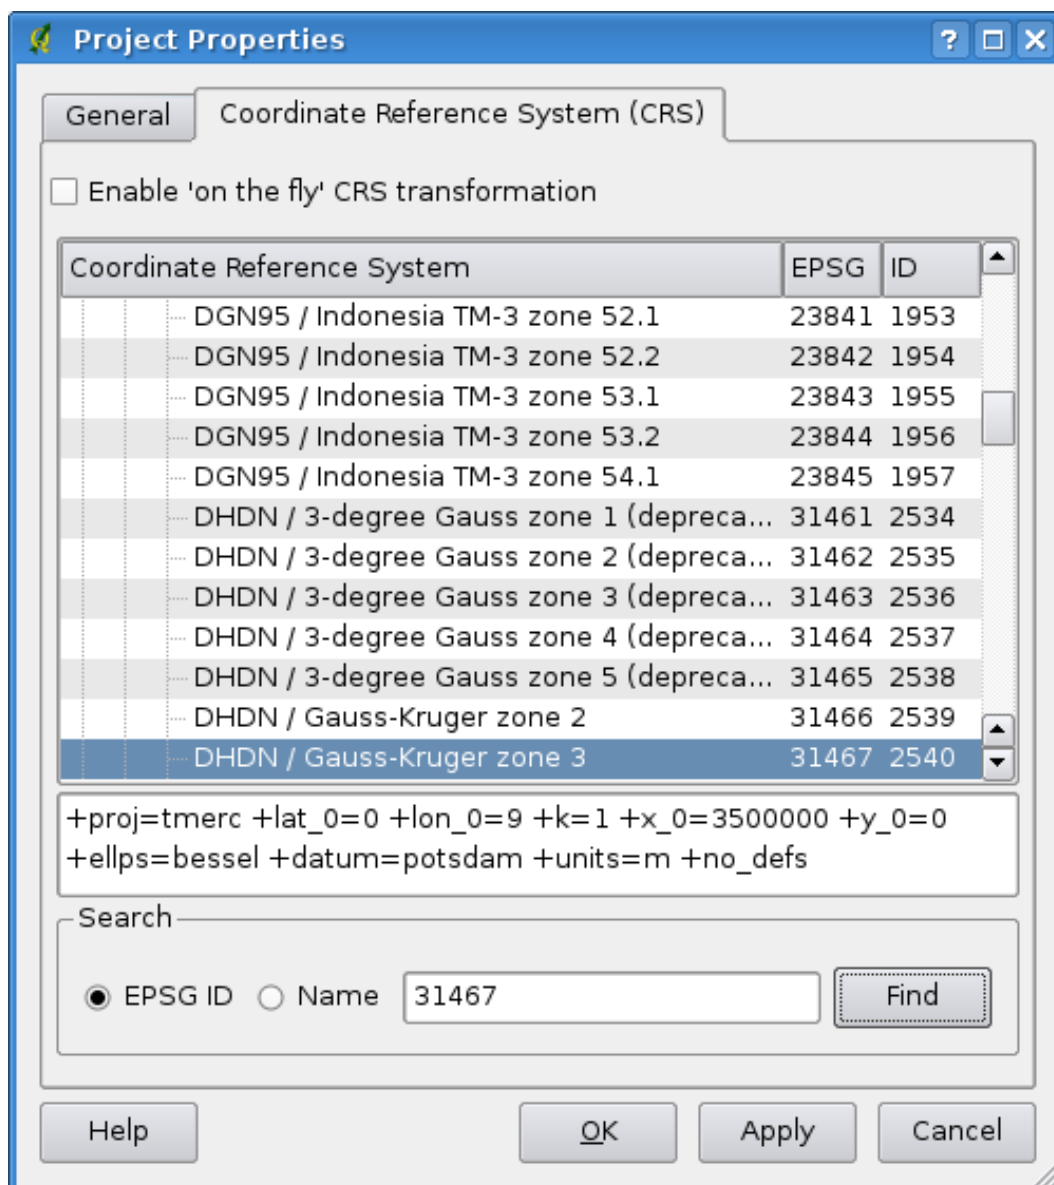 Project Properties
General
Coordinate Reference System (CRS)
Enable 'on the fly' CRS transformation
Coordinate Reference System EPSG ID
DGN95 / Indonesia TM-3 zone 52.1 23841 1953
DGN95 / Indonesia TM-3 zone 52.2 23842 1954
DGN95 / Indonesia TM-3 zone 53.1 23843 1955
DGN95 / Indonesia TM-3 zone 53.2 23844 1956
DGN95 / Indonesia TM-3 zone 54.1 23845 1957
DHDN / 3-degree Gauss zone 1 (depreca... 31461 2534
DHDN / 3-degree Gauss zone 2 (depreca... 31462 2535
DHDN / 3-degree Gauss zone 3 (depreca... 31463 2536
DHDN / 3-degree Gauss zone 4 (depreca... 31464 2537
DHDN / 3-degree Gauss zone 5 (depreca... 31465 2538
DHDN / Gauss-Kruger zone 2 31466 2539
DHDN / Gauss-Kruger zone 3 31467 2540
+proj=tmerc +lat_0=0 +lon_0=9 +k=1 +x_0=3500000 +y_0=0
+ellps=bessel +datum=potsdam +units=m +no_defs
Search
EPSG ID Name 31467 Find
Help OK Apply Cancel